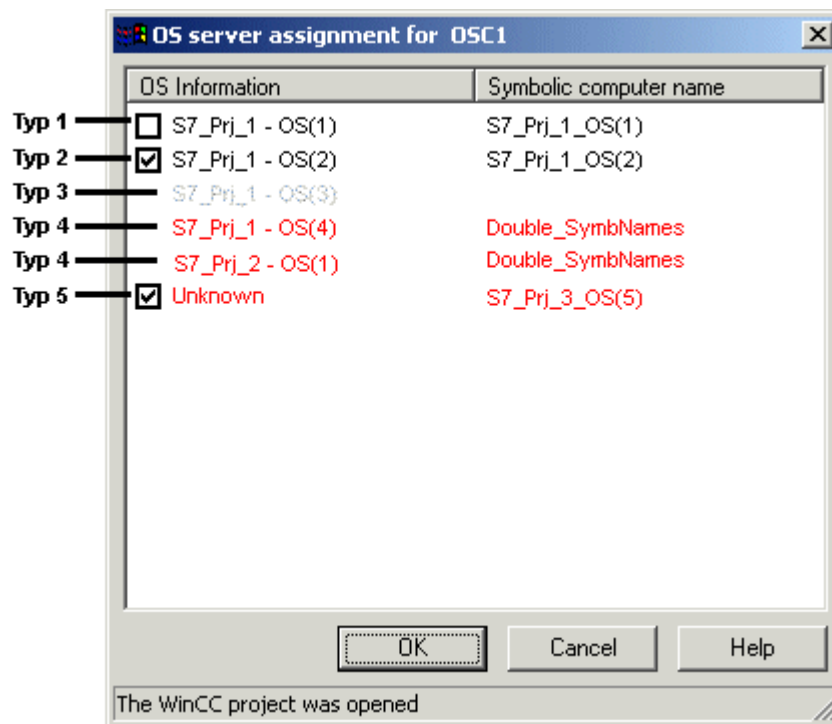 OS server assignment for OSC1
OS Information Symbolic computer name
Typ 1 S7_Prj_1 - OS(1) S7_Prj_1_OS(1)
Typ 2 S7_Prj_1 - OS(2) S7_Prj_1_OS(2)
Typ 3 S7_Prj_1 - OS(3)
Typ 4 S7_Prj_1 - OS(4) Double_SymbNames
Typ 4 S7_Prj_2 - OS(1) Double_SymbNames
Typ 5 Unknown S7_Prj_3_OS(5)
OK Cancel Help
The WinCC project was opened